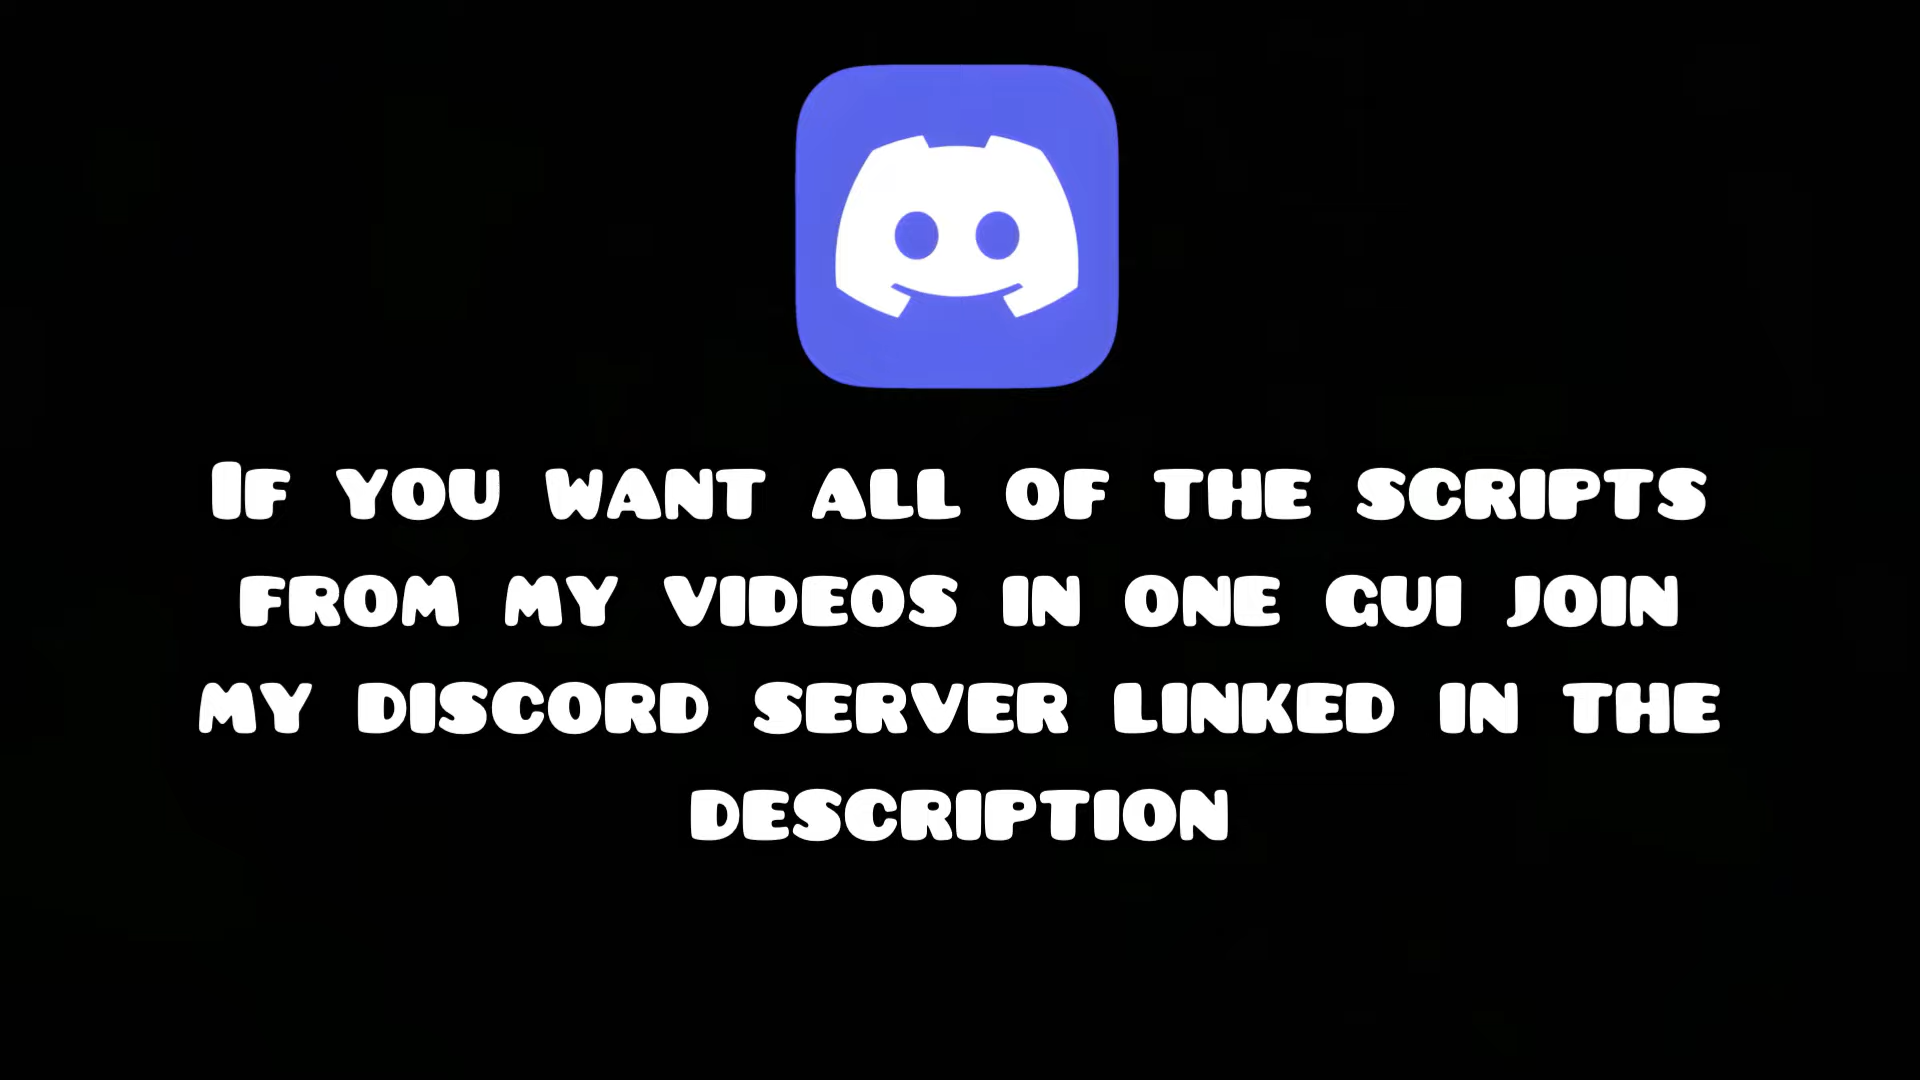 If you want all of the scripts
from my videos in one gui join
my discord server linked in the
description